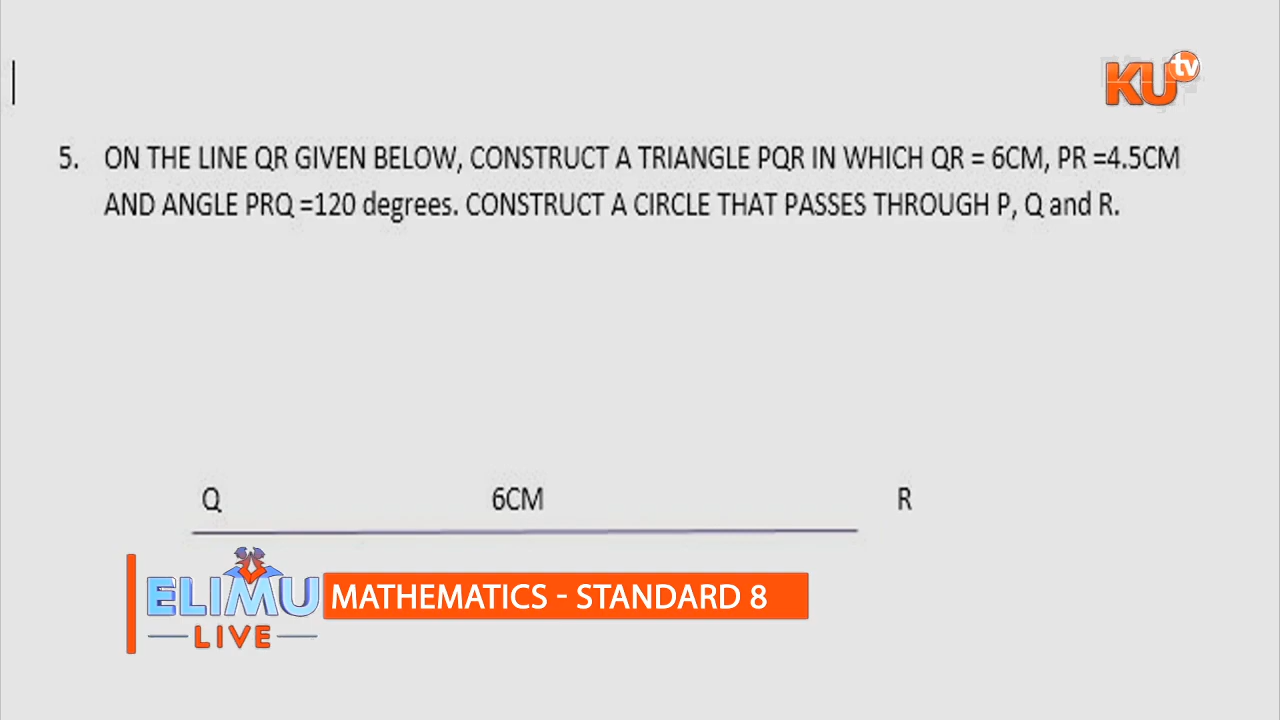 KU tv
5. ON THE LINE QR GIVEN BELOW, CONSTRUCT A TRIANGLE PQR IN WHICH QR = 6CM, PR =4.5CM
AND ANGLE PRQ =120 degrees. CONSTRUCT A CIRCLE THAT PASSES THROUGH P, Q and R.
Q 6CM R
ELIMU
LIVE
MATHEMATICS - STANDARD 8